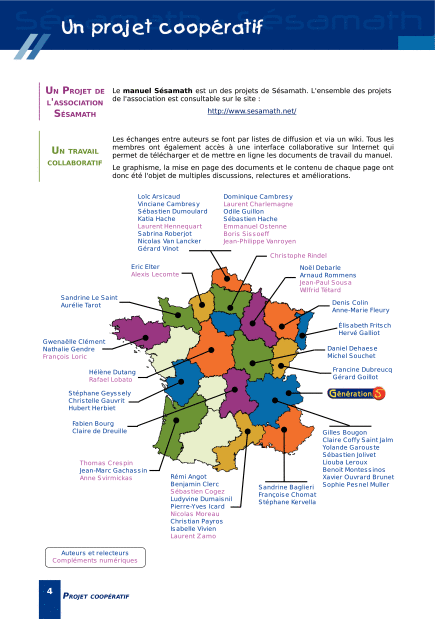 Un projet coopératif
UN PROJET DE
L'ASSOCIATION
SÉSAMATH
Le manuel Sésamath est un des projets de Sésamath. L'ensemble des projets
de l'association est consultable sur le site :
http://www.sesamath.net/
UN TRAVAIL
COLLABORATIF
Les échanges entre auteurs se font par listes de diffusion et via un wiki. Tous les
membres ont également accès à une interface collaborative sur Internet qui
permet de télécharger et de mettre en ligne les documents de travail du manuel.
Le graphisme, la mise en page des documents et le contenu de chaque page ont
donc été l'objet de multiples discussions, relectures et améliorations.
Loïc Arsicaud
Vinciane Cambresy
Sébastien Dumoulard
Katia Hache
Laurent Hennequart
Sabrina Roberjot
Nicolas Van Lancker
Gérard Vinot
Dominique Cambresy
Laurent Charlemagne
Odile Guillon
Sébastien Hache
Emmanuel Ostenne
Boris Sissoeff
Jean-Philippe Vanroyen
Christophe Rindel
Eric Elter
Alexis Lecomte
Noël Debarle
Arnaud Rommens
Jean-Paul Sousa
Wilfrid Tétard
Sandrine Le Saint
Aurélie Tarot
Denis Colin
Anne-Marie Fleury
Élisabeth Fritsch
Hervé Galliot
Gwenaëlle Clément
Nathalie Gendre
François Loric
Daniel Dehaese
Michel Souchet
Hélène Dutang
Rafael Lobato
Francine Dubreucq
Gérard Guillot
Génération 5
Stéphane Geyssely
Christelle Gauvrit
Hubert Herbiet
Fabien Bourg
Claire de Dreuille
Gilles Bougon
Claire Coffy Saint Jalm
Yolande Garouste
Sébastien Jolivet
Liouba Leroux
Benoit Montessinos
Xavier Ouvrard Brunet
Sophie Pesnel Muller
Thomas Crespin
Jean-Marc Gachassin
Anne Svirmickas
Rémi Angot
Benjamin Clerc
Sébastien Cogez
Ludyvine Dumaisnil
Pierre-Yves Icard
Nicolas Moreau
Christian Payros
Isabelle Vivien
Laurent Zamo
Sandrine Baglieri
Françoise Chomat
Stéphane Kervella
Auteurs et relecteurs
Compléments numériques
4
PROJET COOPÉRATIF